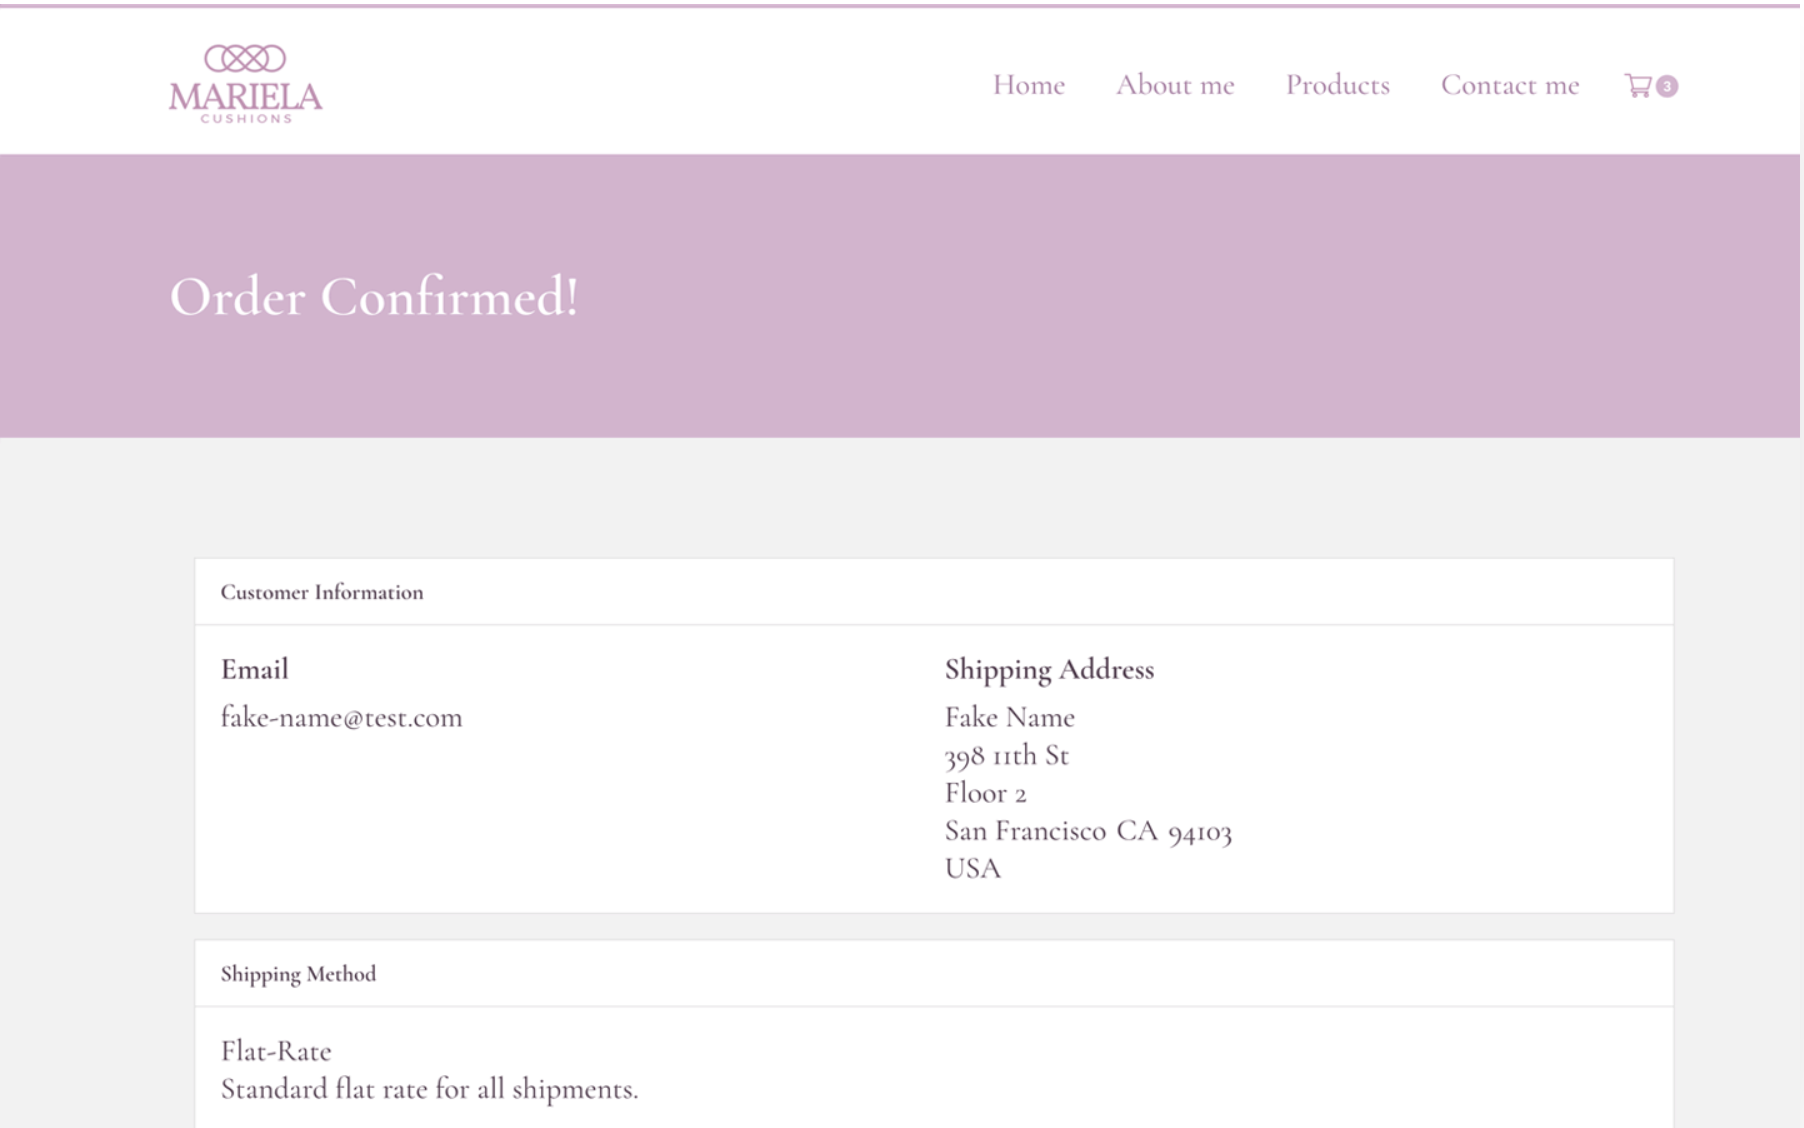 MARIELA
CUSHIONS
Home About me Products Contact me 3
Order Confirmed!
Customer Information
Email
fake-name@test.com
Shipping Address
Fake Name
398 11th St
Floor 2
San Francisco CA 94103
USA
Shipping Method
Flat-Rate
Standard flat rate for all shipments.